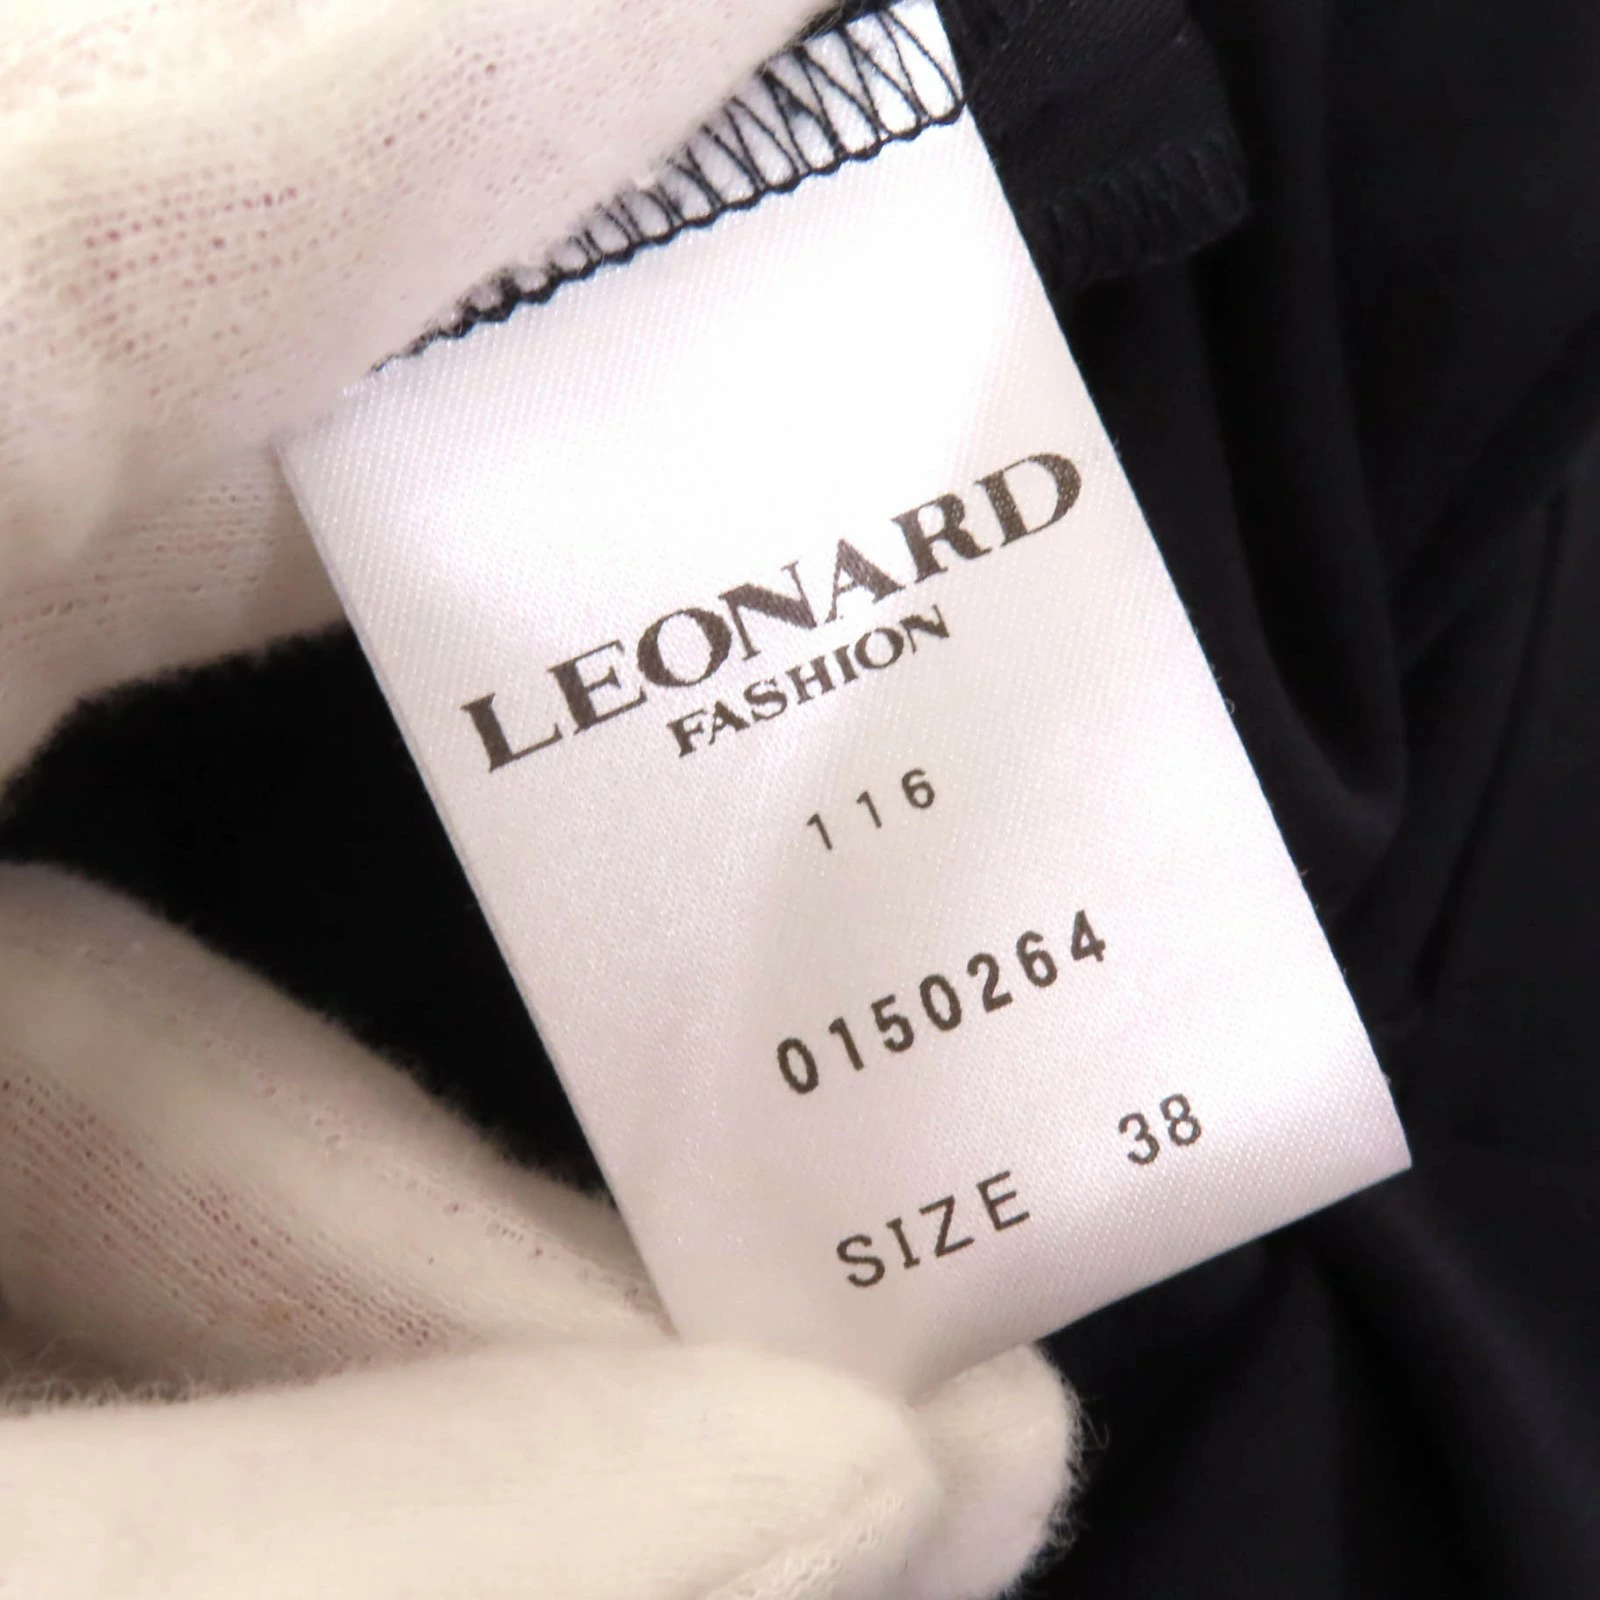 LEONARD
FASHION
116
0150264
SIZE 38